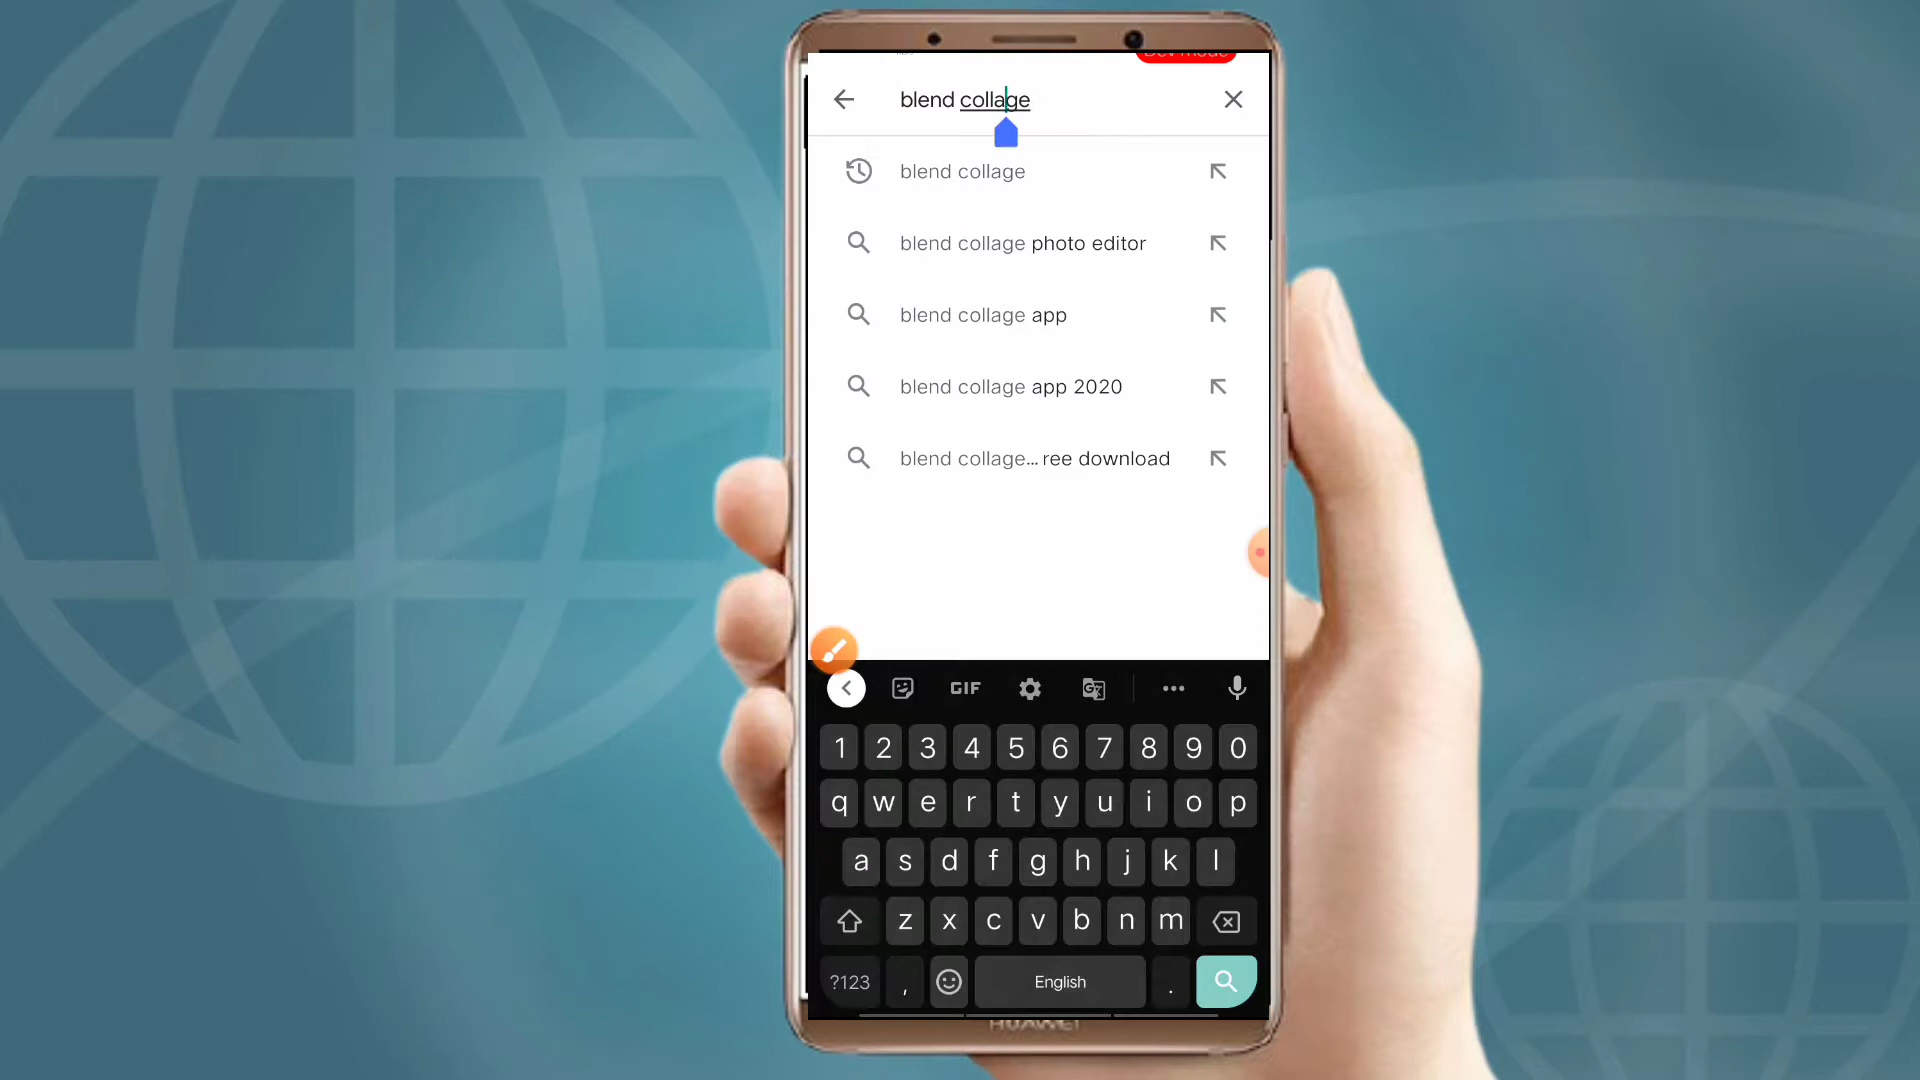 blend collage
blend collage
blend collage photo editor
blend collage app
blend collage app 2020
blend collage... ree download
GIF
1 2 3 4 5 6 7 8 9 0
q w e r t y u i o p
a s d f g h j k l
z x c v b n m
?123 , English .
HUAWEI